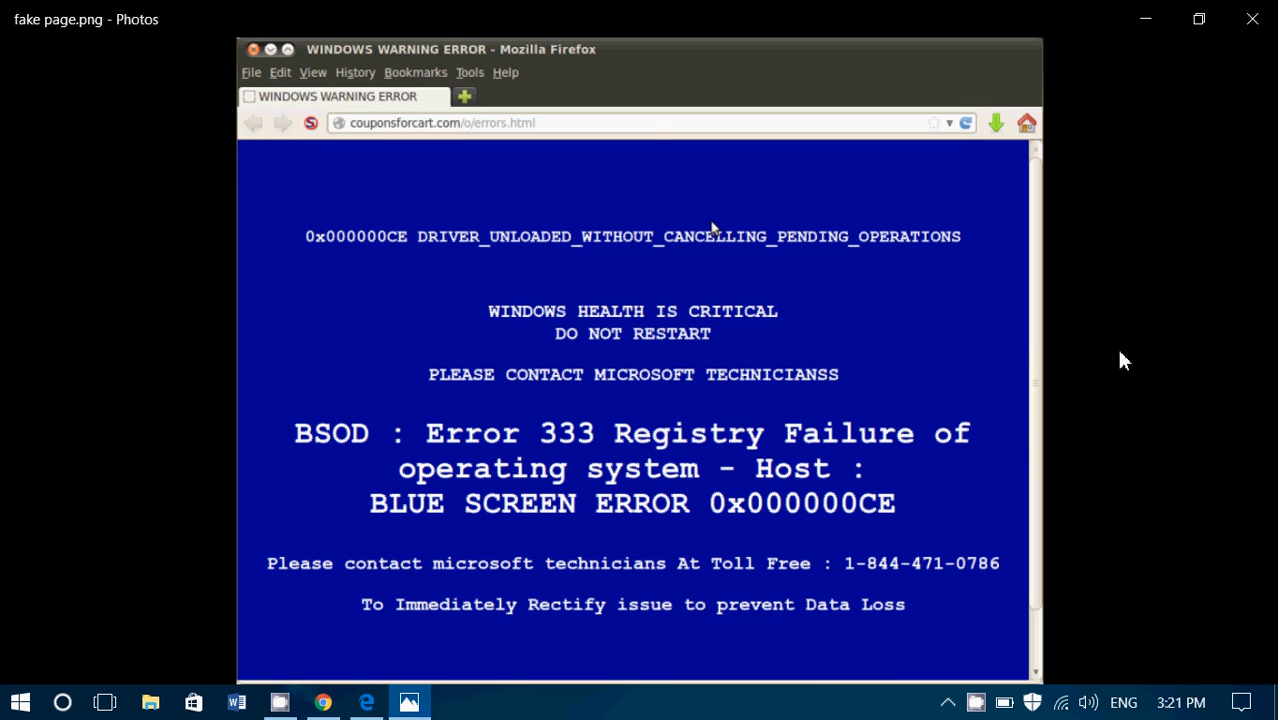 fake page.png - Photos
WINDOWS WARNING ERROR - Mozilla Firefox
File Edit View History Bookmarks Tools Help
WINDOWS WARNING ERROR
couponsforcart.com/o/errors.html
0x000000CE DRIVER_UNLOADED_WITHOUT_CANCELLING_PENDING_OPERATIONS
WINDOWS HEALTH IS CRITICAL
DO NOT RESTART
PLEASE CONTACT MICROSOFT TECHNICIANSS
BSOD : Error 333 Registry Failure of
operating system - Host :
BLUE SCREEN ERROR 0x000000CE
Please contact microsoft technicians At Toll Free : 1-844-471-0786
To Immediately Rectify issue to prevent Data Loss
ENG 3:21 PM